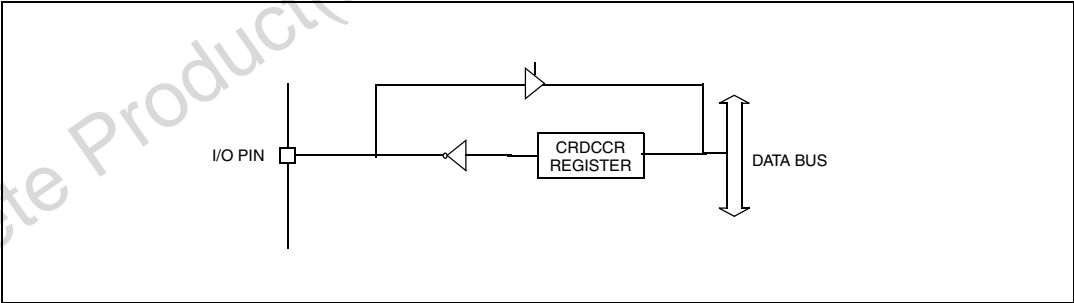 ete Product(
I/O PIN
CRDCCR
REGISTER
DATA BUS